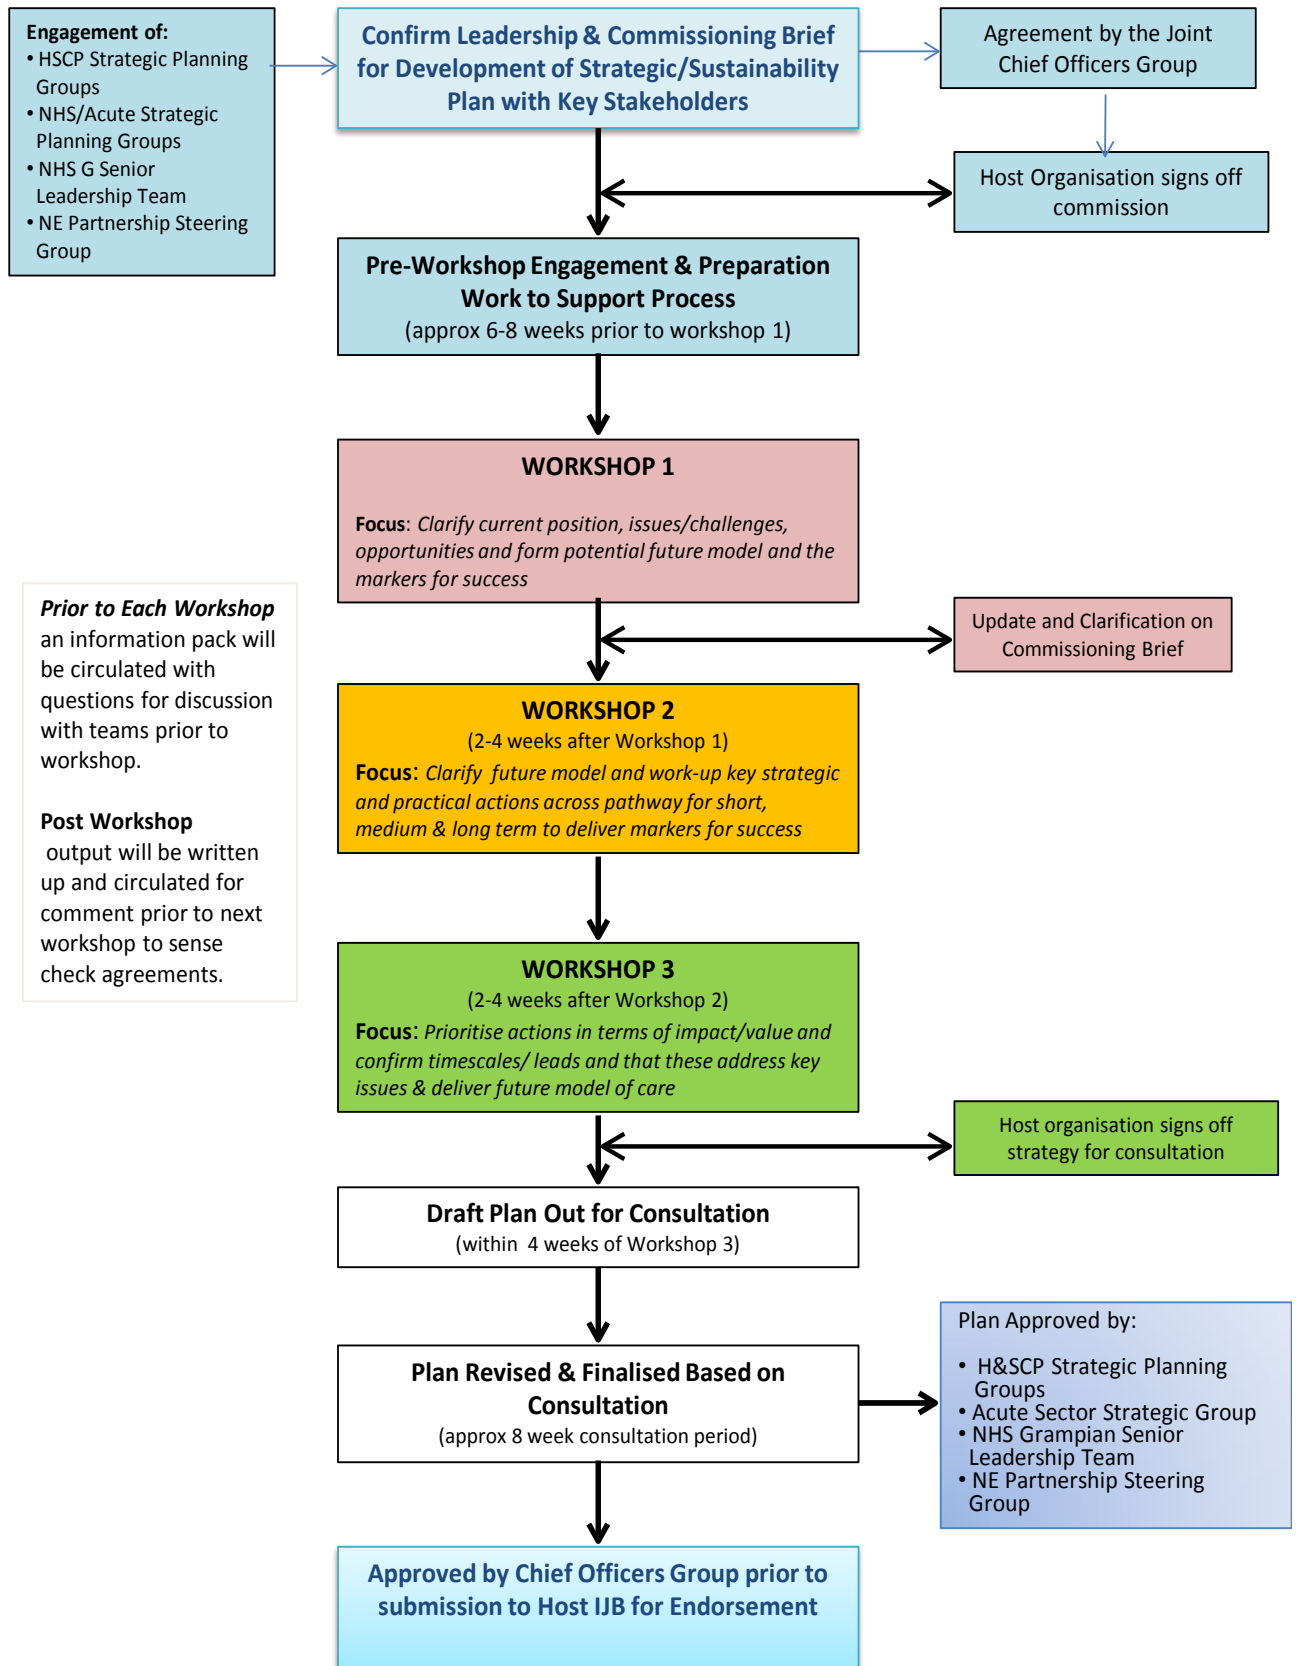 Engagement of:
• HSCP Strategic Planning
Groups
• NHS/Acute Strategic
Planning Groups
• NHS G Senior
Leadership Team
• NE Partnership Steering
Group
Confirm Leadership & Commissioning Brief
for Development of Strategic/Sustainability
Plan with Key Stakeholders
Agreement by the Joint
Chief Officers Group
Host Organisation signs off
commission
Pre-Workshop Engagement & Preparation
Work to Support Process
(approx 6-8 weeks prior to workshop 1)
WORKSHOP 1
Focus: Clarify current position, issues/challenges,
opportunities and form potential future model and the
markers for success
Prior to Each Workshop
an information pack will
be circulated with
questions for discussion
with teams prior to
workshop.
Post Workshop
output will be written
up and circulated for
comment prior to next
workshop to sense
check agreements.
Update and Clarification on
Commissioning Brief
WORKSHOP 2
(2-4 weeks after Workshop 1)
Focus: Clarify future model and work-up key strategic
and practical actions across pathway for short,
medium & long term to deliver markers for success
WORKSHOP 3
(2-4 weeks after Workshop 2)
Focus: Prioritise actions in terms of impact/value and
confirm timescales/ leads and that these address key
issues & deliver future model of care
Host organisation signs off
strategy for consultation
Draft Plan Out for Consultation
(within 4 weeks of Workshop 3)
Plan Revised & Finalised Based on
Consultation
(approx 8 week consultation period)
Plan Approved by:
• H&SCP Strategic Planning
Groups
• Acute Sector Strategic Group
• NHS Grampian Senior
Leadership Team
• NE Partnership Steering
Group
Approved by Chief Officers Group prior to
submission to Host IJB for Endorsement